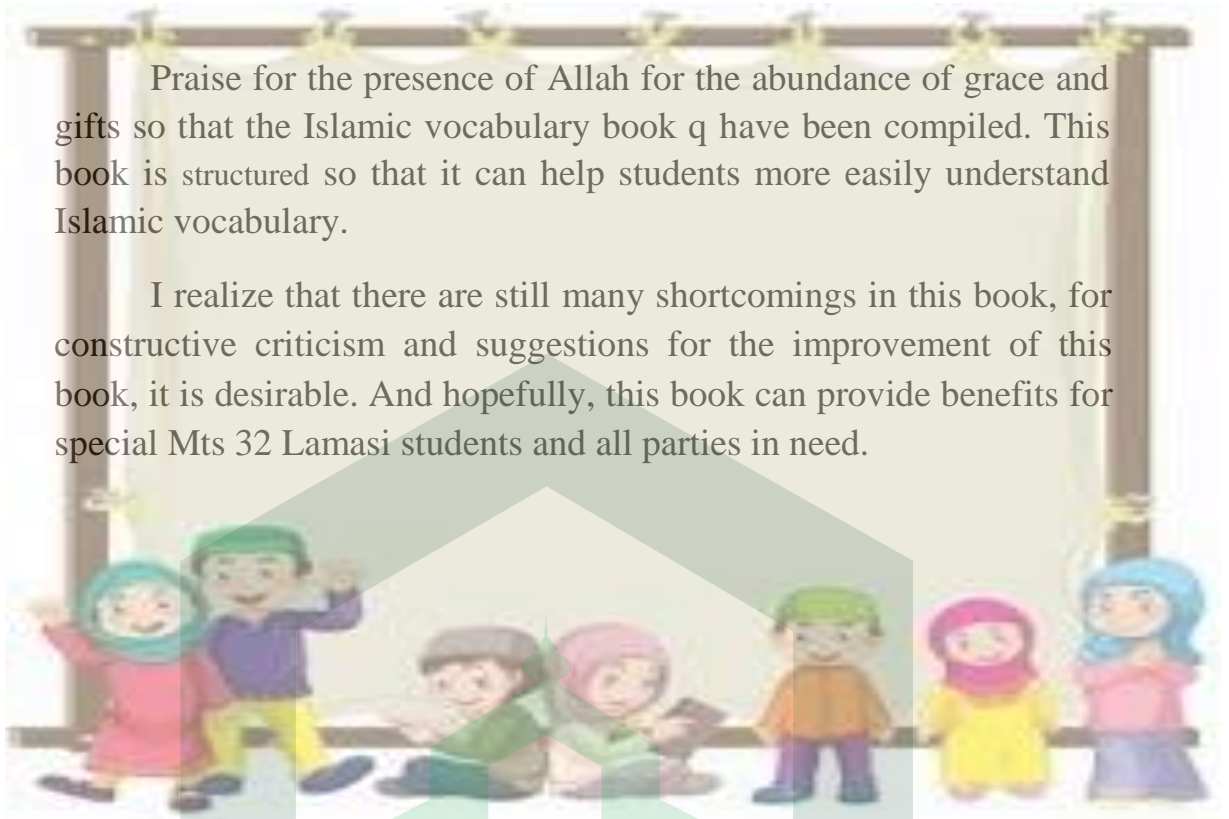 Praise for the presence of Allah for the abundance of grace and
gifts so that the Islamic vocabulary book q have been compiled. This
book is structured so that it can help students more easily understand
Islamic vocabulary.
I realize that there are still many shortcomings in this book, for
constructive criticism and suggestions for the improvement of this
book, it is desirable. And hopefully, this book can provide benefits for
special Mts 32 Lamasi students and all parties in need.